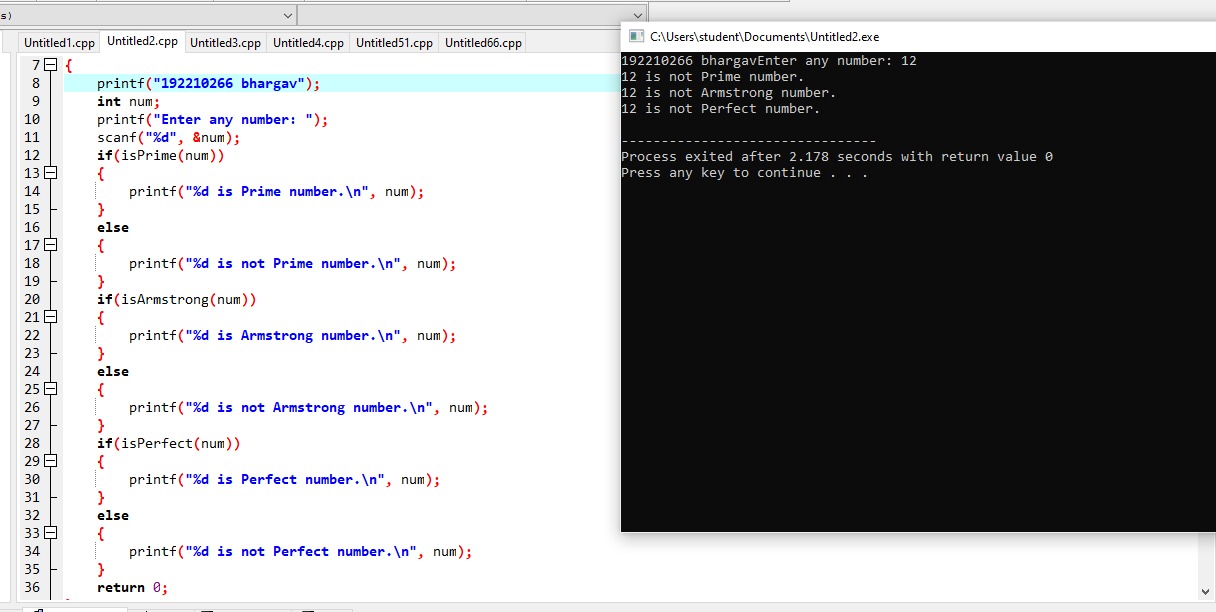 s)
Untitled1.cpp Untitled2.cpp Untitled3.cpp Untitled4.cpp Untitled51.cpp Untitled66.cpp
7 {
8 printf("192210266 bhargav");
9 int num;
10 printf("Enter any number: ");
11 scanf("%d", &num);
12 if(isPrime(num))
13 {
14 printf("%d is Prime number.\n", num);
15 }
16 else
17 {
18 printf("%d is not Prime number.\n", num);
19 }
20 if(isArmstrong(num))
21 {
22 printf("%d is Armstrong number.\n", num);
23 }
24 else
25 {
26 printf("%d is not Armstrong number.\n", num);
27 }
28 if(isPerfect(num))
29 {
30 printf("%d is Perfect number.\n", num);
31 }
32 else
33 {
34 printf("%d is not Perfect number.\n", num);
35 }
36 return 0;
C:\Users\student\Documents\Untitled2.exe
192210266 bhargavEnter any number: 12
12 is not Prime number.
12 is not Armstrong number.
12 is not Perfect number.
--------------------------------
Process exited after 2.178 seconds with return value 0
Press any key to continue . . .